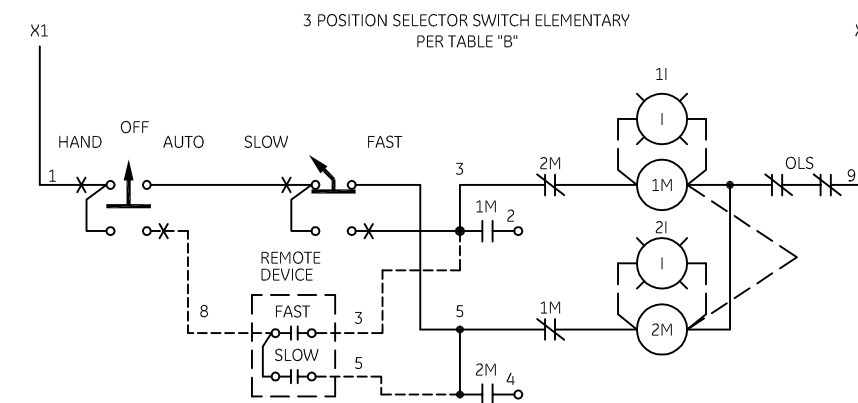 3 POSITION SELECTOR SWITCH ELEMENTARY
PER TABLE "B"
X1
X
1I
I
HAND
OFF
AUTO
SLOW
FAST
1
3
2M
1M
OLS
9
1M
2
2I
I
REMOTE
DEVICE
8
FAST
3
5
1M
2M
SLOW
5
2M
4